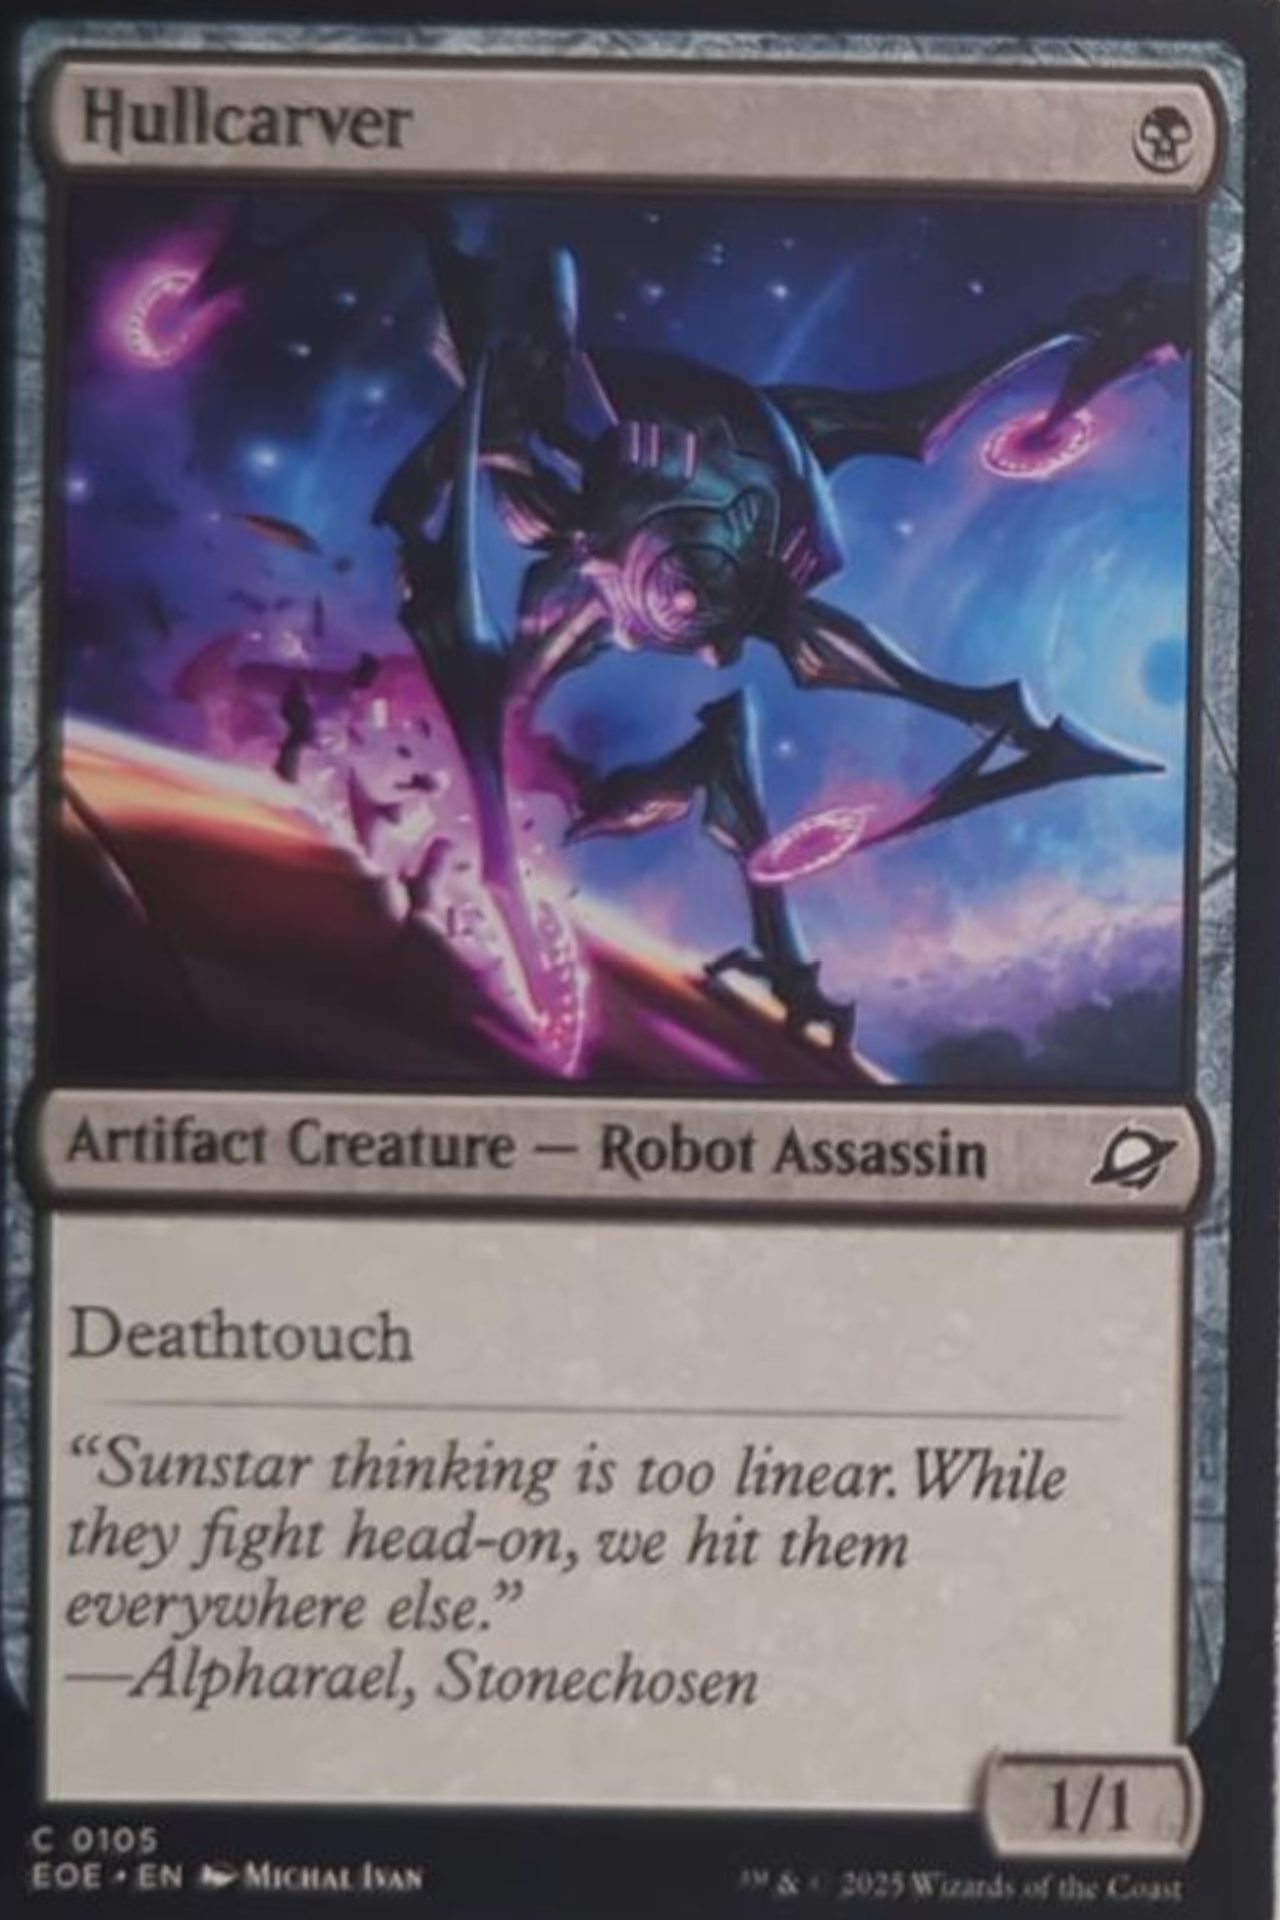 Hullcarver
Artifact Creature — Robot Assassin
Deathtouch
“Sunstar thinking is too linear. While
they fight head-on, we hit them
everywhere else.”
—Alpharael, Stonechosen
1/1
C 0105
EOE • EN Michal Ivan
™ & © 2025 Wizards of the Coast